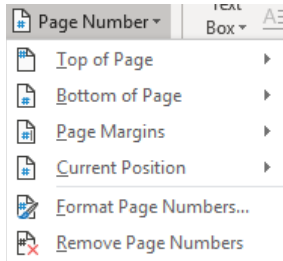 Page Number
Text
Box
Top of Page
Bottom of Page
Page Margins
Current Position
Format Page Numbers...
Remove Page Numbers